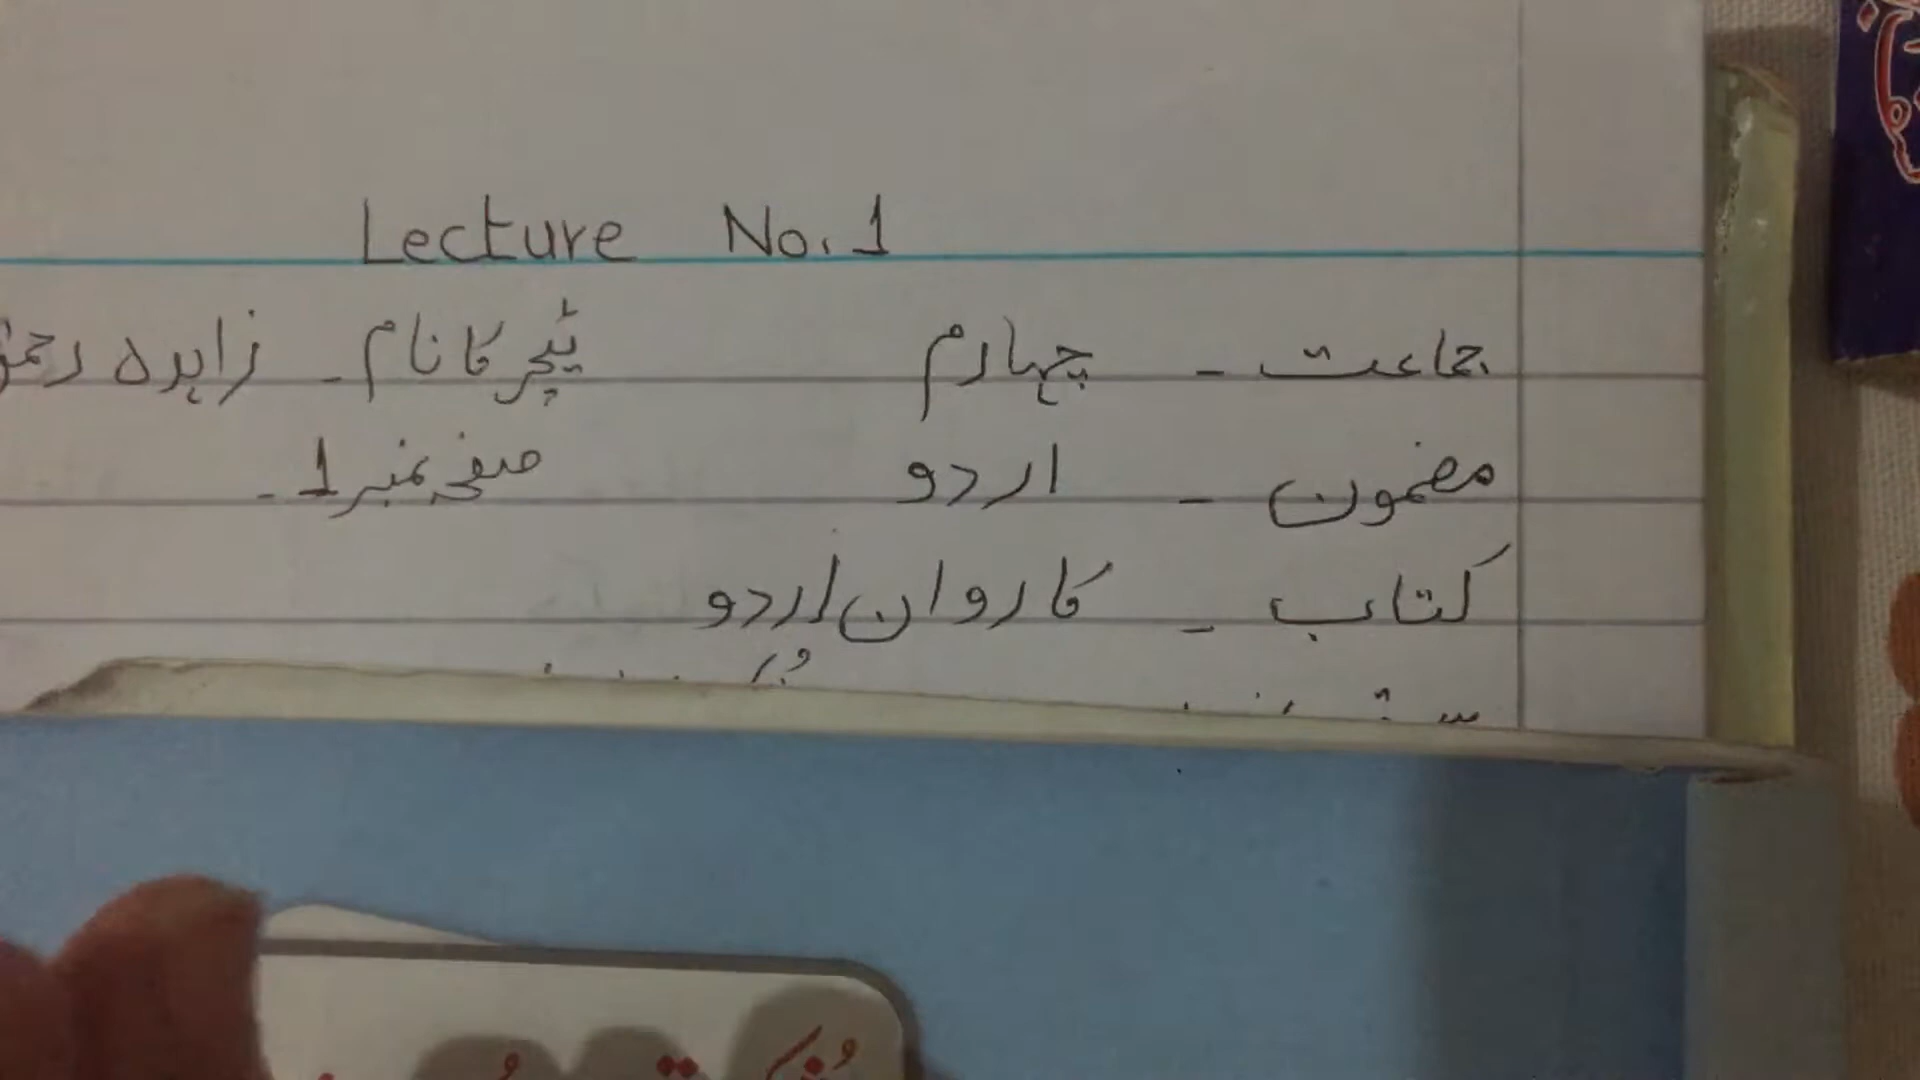 Lecture No.1
جماعت - چہارم ٹیچر کا نام - زاہدہ
مضمون - اردو صفحہ نمبر 1 -
کتاب - کاروان اردو